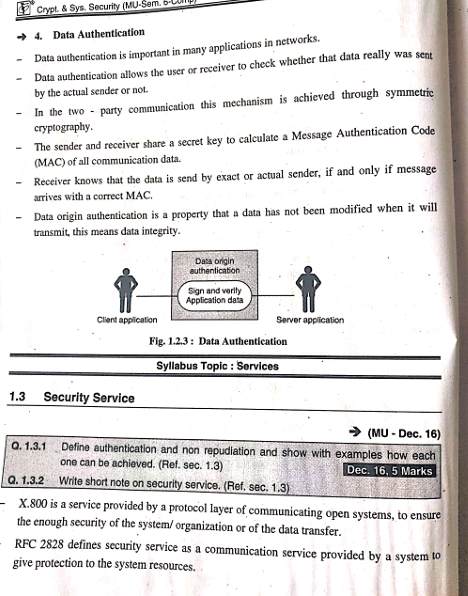 Crypt. & Sys. Security (MU-Sem. 6-Comp)
➔ 4. Data Authentication
– Data authentication is important in many applications in networks.
– Data authentication allows the user or receiver to check whether that data really was sent
by the actual sender or not.
– In the two - party communication this mechanism is achieved through symmetric
cryptography.
– The sender and receiver share a secret key to calculate a Message Authentication Code
(MAC) of all communication data.
– Receiver knows that the data is send by exact or actual sender, if and only if message
arrives with a correct MAC.
– Data origin authentication is a property that a data has not been modified when it will
transmit, this means data integrity.
Data origin
authentication
Sign and verify
Application data
Client application Server application
Fig. 1.2.3 : Data Authentication
Syllabus Topic : Services
1.3 Security Service
➔ (MU - Dec. 16)
Q. 1.3.1 Define authentication and non repudiation and show with examples how each
one can be achieved. (Ref. sec. 1.3) Dec. 16, 5 Marks
Q. 1.3.2 Write short note on security service. (Ref. sec. 1.3)
– X.800 is a service provided by a protocol layer of communicating open systems, to ensure
the enough security of the system/ organization or of the data transfer.
RFC 2828 defines security service as a communication service provided by a system to
give protection to the system resources.